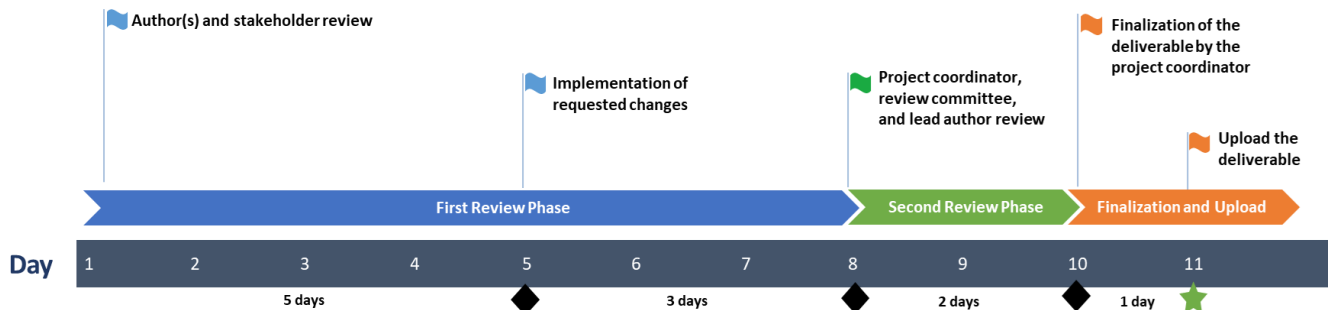 Author(s) and stakeholder review
Implementation of
requested changes
Project coordinator,
review committee,
and lead author review
Finalization of the
deliverable by the
project coordinator
Upload the
deliverable
First Review Phase
Second Review Phase
Finalization and Upload
Day
1 2 3 4 5 6 7 8 9 10 11
5 days 3 days 2 days 1 day